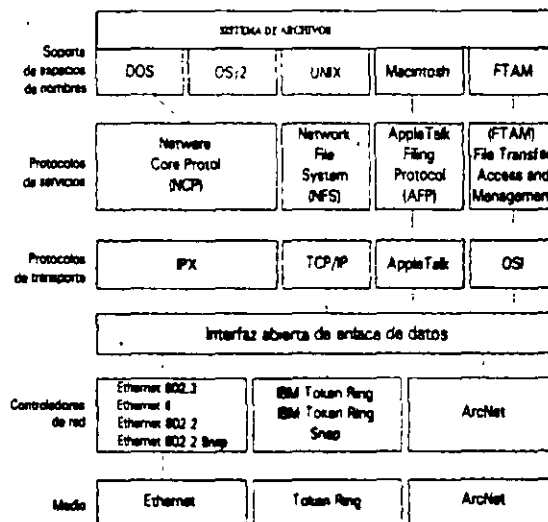 SISTEMA DE ARCHIVOS
Soporte
de espacios
de nombres
DOS
OS/2
UNIX
Macintosh
FTAM
Protocolos
de servicios
Netware
Core Protol
(NCP)
Network
File
System
(NFS)
AppleTalk
Filing
Protocol
(AFP)
(FTAM)
File Transfer
Access and
Management
Protocolos
de transporte
IPX
TCP/IP
AppleTalk
OSI
Interfaz abierta de enlace de datos
Controladores
de red
Ethernet 802.3
Ethernet II
Ethernet 802.2
Ethernet 802.2 Snap
IBM Token Ring
IBM Token Ring
Snap
ArcNet
Medio
Ethernet
Token Ring
ArcNet